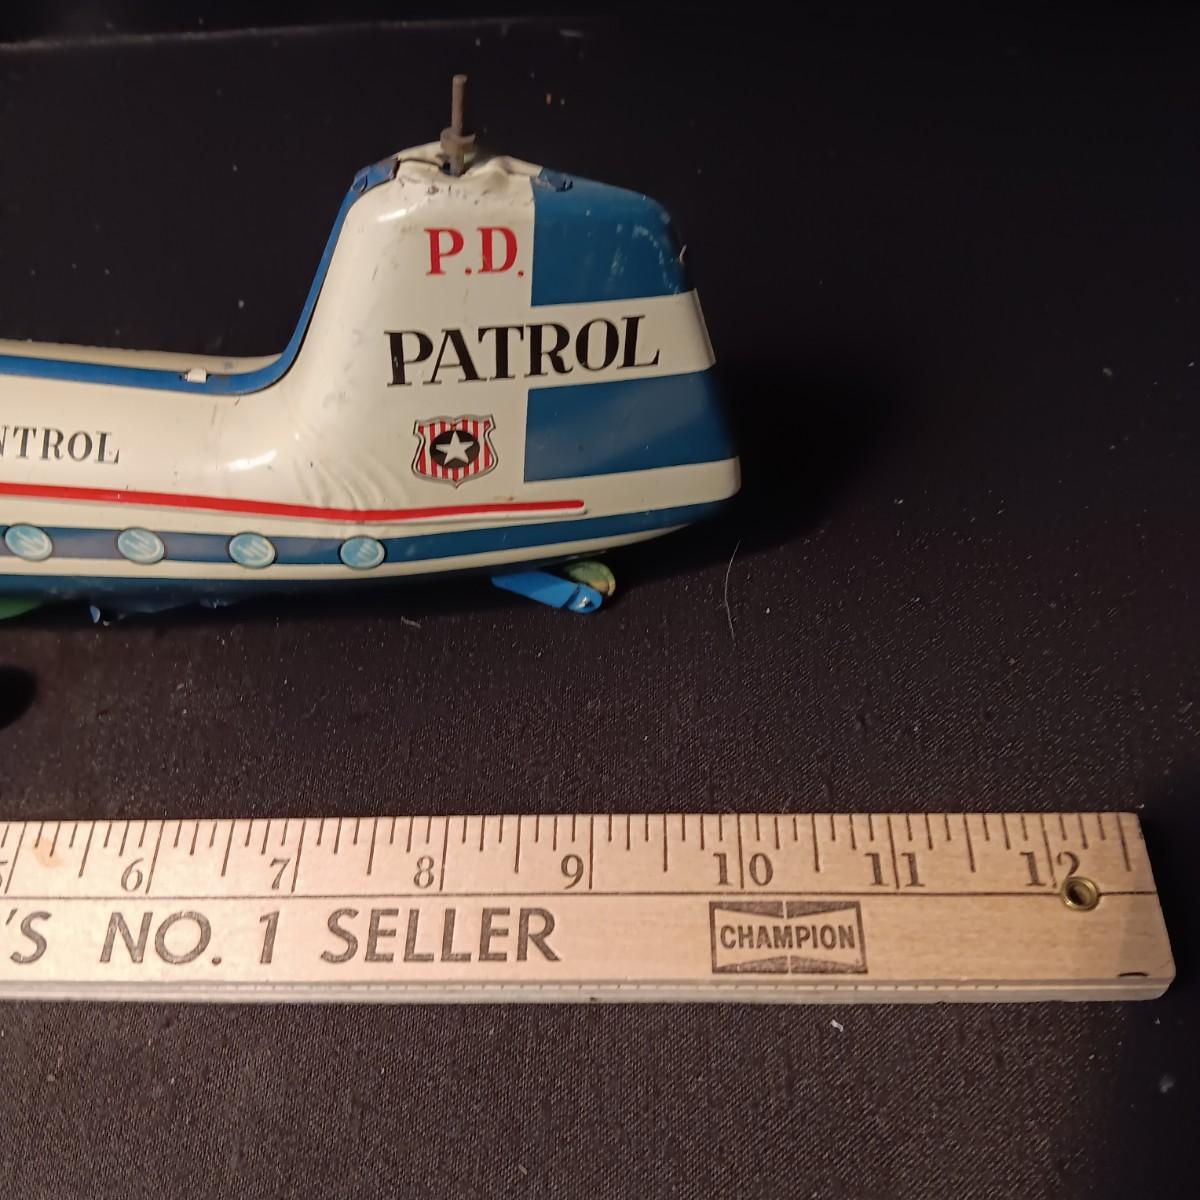 P.D.
PATROL
NTROL
5 6 7 8 9 10 11 12
'S NO. 1 SELLER
CHAMPION